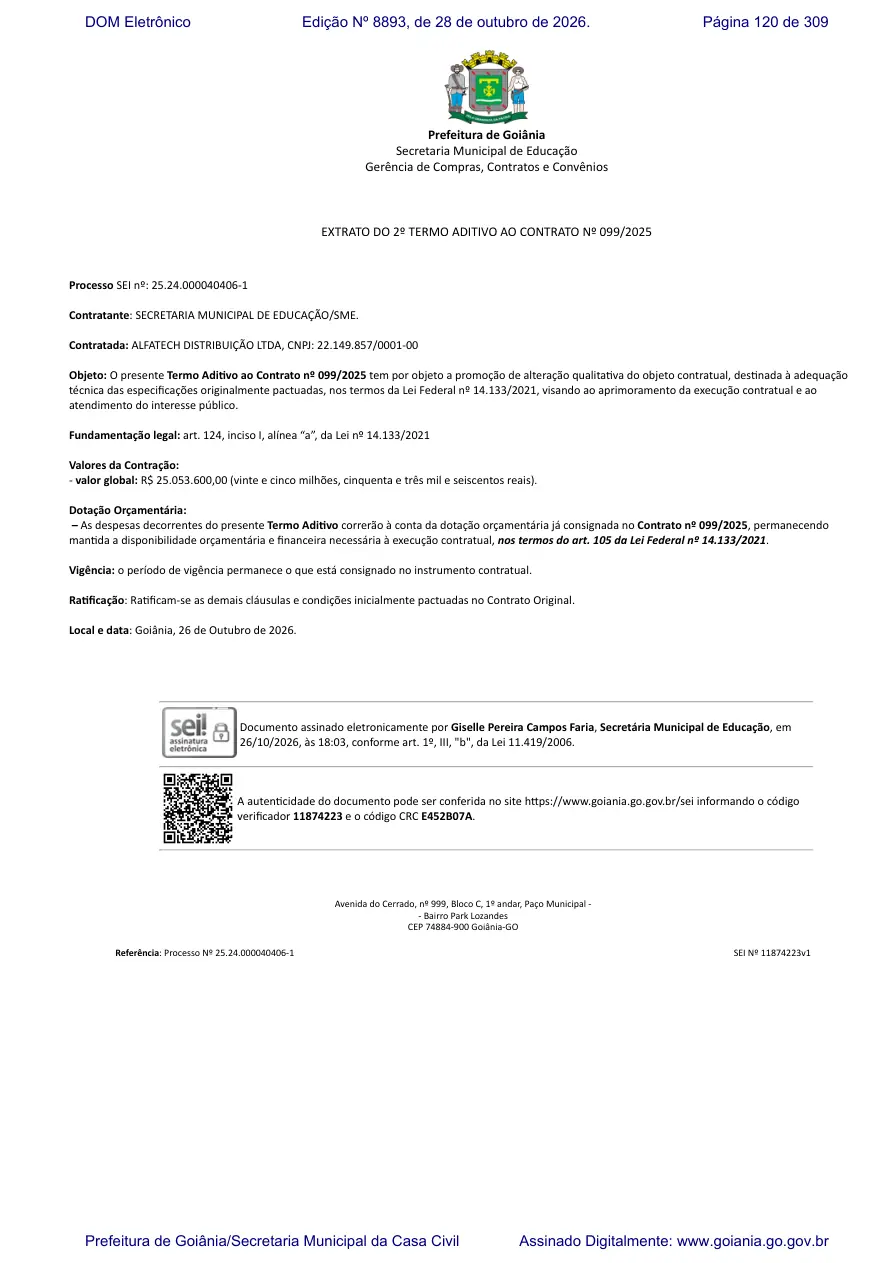 DOM Eletrônico Edição Nº 8893, de 28 de outubro de 2026. Página 120 de 309
Prefeitura de Goiânia
Secretaria Municipal de Educação
Gerência de Compras, Contratos e Convênios
EXTRATO DO 2º TERMO ADITIVO AO CONTRATO Nº 099/2025
Processo SEI nº: 25.24.000040406-1
Contratante: SECRETARIA MUNICIPAL DE EDUCAÇÃO/SME.
Contratada: ALFATECH DISTRIBUIÇÃO LTDA, CNPJ: 22.149.857/0001-00
Objeto: O presente Termo Aditivo ao Contrato nº 099/2025 tem por objeto a promoção de alteração qualitativa do objeto contratual, destinada à adequação
técnica das especificações originalmente pactuadas, nos termos da Lei Federal nº 14.133/2021, visando ao aprimoramento da execução contratual e ao
atendimento do interesse público.
Fundamentação legal: art. 124, inciso I, alínea “a”, da Lei nº 14.133/2021
Valores da Contração:
- valor global: R$ 25.053.600,00 (vinte e cinco milhões, cinquenta e três mil e seiscentos reais).
Dotação Orçamentária:
– As despesas decorrentes do presente Termo Aditivo correrão à conta da dotação orçamentária já consignada no Contrato nº 099/2025, permanecendo
mantida a disponibilidade orçamentária e financeira necessária à execução contratual, nos termos do art. 105 da Lei Federal nº 14.133/2021.
Vigência: o período de vigência permanece o que está consignado no instrumento contratual.
Ratificação: Ratificam-se as demais cláusulas e condições inicialmente pactuadas no Contrato Original.
Local e data: Goiânia, 26 de Outubro de 2026.
sei!
assinatura
eletrônica
Documento assinado eletronicamente por Giselle Pereira Campos Faria, Secretária Municipal de Educação, em
26/10/2026, às 18:03, conforme art. 1º, III, "b", da Lei 11.419/2006.
A autenticidade do documento pode ser conferida no site https://www.goiania.go.gov.br/sei informando o código
verificador 11874223 e o código CRC E452B07A.
Avenida do Cerrado, nº 999, Bloco C, 1º andar, Paço Municipal -
- Bairro Park Lozandes
CEP 74884-900 Goiânia-GO
Referência: Processo Nº 25.24.000040406-1 SEI Nº 11874223v1
Prefeitura de Goiânia/Secretaria Municipal da Casa Civil Assinado Digitalmente: www.goiania.go.gov.br